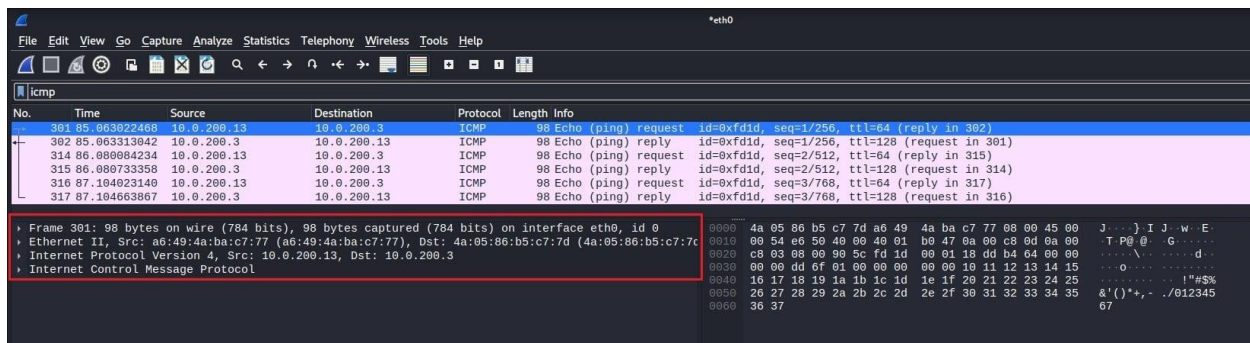 *eth0
File Edit View Go Capture Analyze Statistics Telephony Wireless Tools Help
icmp
No. Time Source Destination Protocol Length Info
301 85.063022468 10.0.200.13 10.0.200.3 ICMP 98 Echo (ping) request id=0xfd1d, seq=1/256, ttl=64 (reply in 302)
302 85.063313042 10.0.200.3 10.0.200.13 ICMP 98 Echo (ping) reply id=0xfd1d, seq=1/256, ttl=128 (request in 301)
314 86.080084234 10.0.200.13 10.0.200.3 ICMP 98 Echo (ping) request id=0xfd1d, seq=2/512, ttl=64 (reply in 315)
315 86.080733358 10.0.200.3 10.0.200.13 ICMP 98 Echo (ping) reply id=0xfd1d, seq=2/512, ttl=128 (request in 314)
316 87.104023140 10.0.200.13 10.0.200.3 ICMP 98 Echo (ping) request id=0xfd1d, seq=3/768, ttl=64 (reply in 317)
317 87.104663867 10.0.200.3 10.0.200.13 ICMP 98 Echo (ping) reply id=0xfd1d, seq=3/768, ttl=128 (request in 316)
Frame 301: 98 bytes on wire (784 bits), 98 bytes captured (784 bits) on interface eth0, id 0
Ethernet II, Src: a6:49:4a:ba:c7:77 (a6:49:4a:ba:c7:77), Dst: 4a:05:86:b5:c7:7d (4a:05:86:b5:c7:7d
Internet Protocol Version 4, Src: 10.0.200.13, Dst: 10.0.200.3
Internet Control Message Protocol
0000 4a 05 86 b5 c7 7d a6 49 4a ba c7 77 08 00 45 00 J····}·I J··w··E·
0010 00 54 e6 50 40 00 40 01 b0 47 0a 00 c8 0d 0a 00 ·T·P@·@· ·G······
0020 c8 03 08 00 90 5c fd 1d 00 01 18 dd b4 64 00 00 ·····\·· ·····d··
0030 00 00 dd 6f 01 00 00 00 00 00 10 11 12 13 14 15 ···o···· ········
0040 16 17 18 19 1a 1b 1c 1d 1e 1f 20 21 22 23 24 25 ········ ·· !"#$%
0050 26 27 28 29 2a 2b 2c 2d 2e 2f 30 31 32 33 34 35 &'()*+,- ./012345
0060 36 37 67